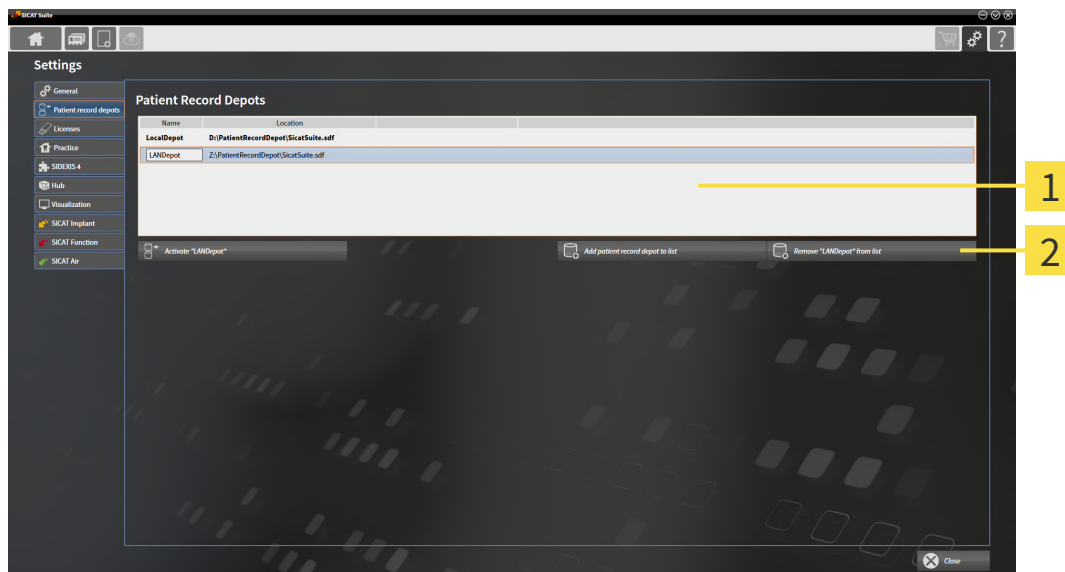 SICAT Suite
?
Settings
General
Patient record depots
Licenses
Practice
SIDEXIS 4
Hub
Visualization
SICAT Implant
SICAT Function
SICAT Air
Patient Record Depots
Name Location
LocalDepot D:\PatientRecordDepot\SicatSuite.sdf
LANDepot Z:\PatientRecordDepot\SicatSuite.sdf
Activate "LANDepot" Add patient record depot to list Remove "LANDepot" from list
1
2
Close